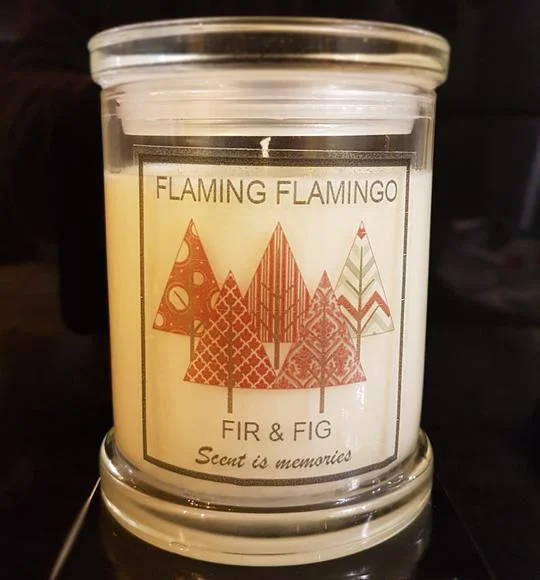 FLAMING FLAMINGO
FIR & FIG
Scent is memories